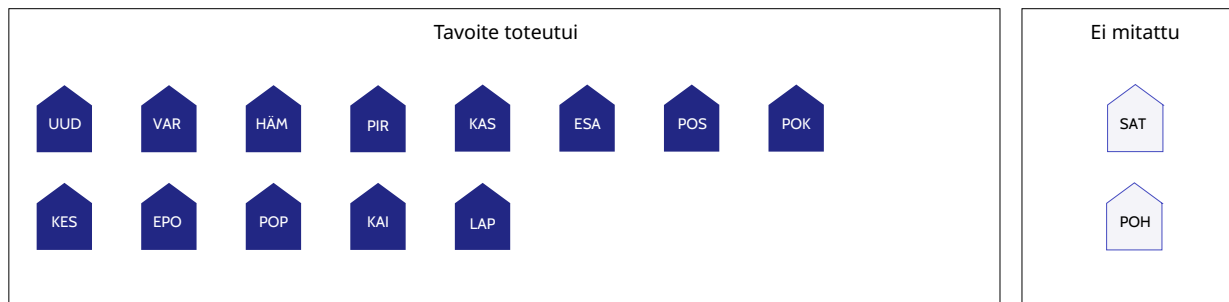 Tavoite toteutui
UUD VAR HÄM PIR KAS ESA POS POK
KES EPO POP KAI LAP
Ei mitattu
SAT
POH